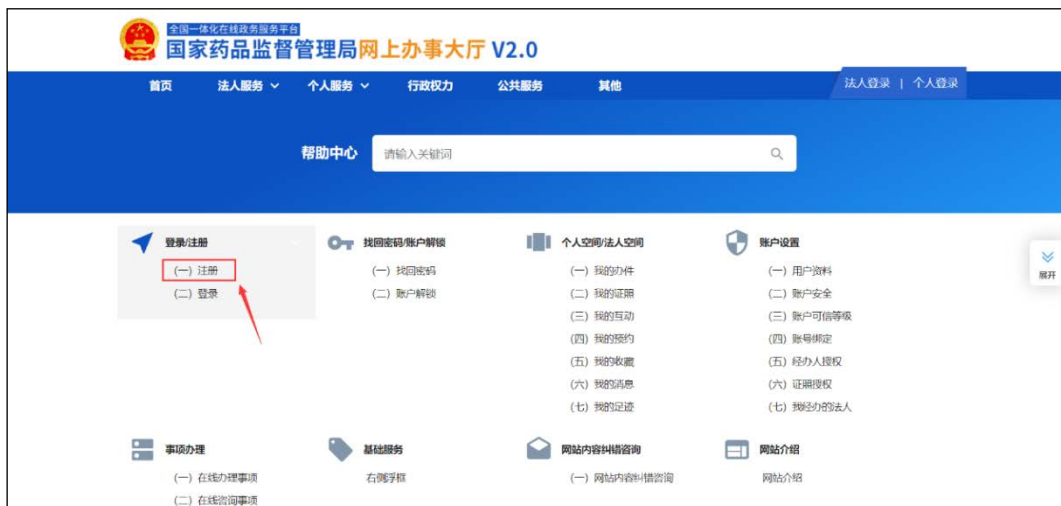 全国一体化在线政务服务平台
国家药品监督管理局网上办事大厅 V2.0
首页 法人服务 个人服务 行政权力 公共服务 其他 法人登录 | 个人登录
帮助中心 请输入关键词
登录/注册
(一) 注册
(二) 登录
找回密码/账户解锁
(一) 找回密码
(二) 账户解锁
个人空间/法人空间
(一) 我的办件
(二) 我的证照
(三) 我的互动
(四) 我的预约
(五) 我的收藏
(六) 我的消息
(七) 我的足迹
账户设置
(一) 用户资料
(二) 账户安全
(三) 账户可信等级
(四) 账号绑定
(五) 经办人授权
(六) 证照授权
(七) 我经办的法人
展开
事项办理
(一) 在线办理事项
(二) 在线咨询事项
基础服务
右侧浮框
网站内容纠错咨询
(一) 网站内容纠错咨询
网站介绍
网站介绍